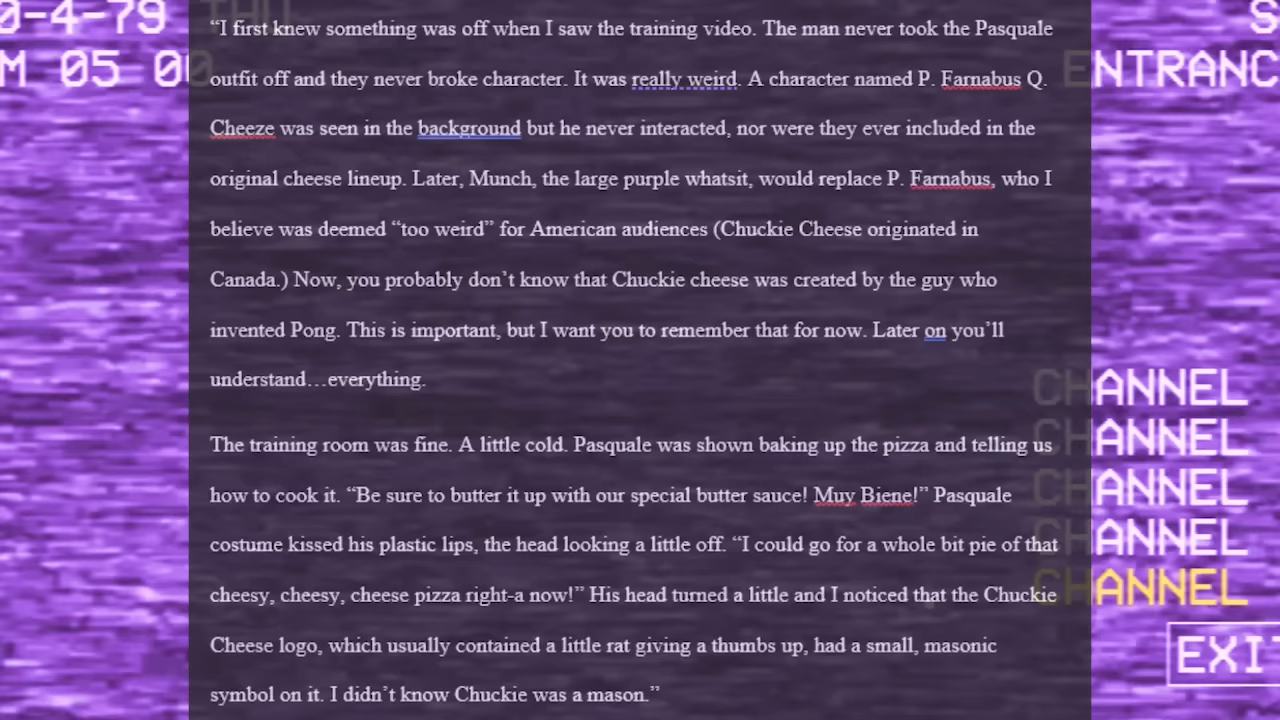 0-4-79
M 05 00
S
ENTRANC
“I first knew something was off when I saw the training video. The man never took the Pasquale
outfit off and they never broke character. It was really weird. A character named P. Farnabus Q.
Cheeze was seen in the background but he never interacted, nor were they ever included in the
original cheese lineup. Later, Munch, the large purple whatsit, would replace P. Farnabus, who I
believe was deemed “too weird” for American audiences (Chuckie Cheese originated in
Canada.) Now, you probably don’t know that Chuckie cheese was created by the guy who
invented Pong. This is important, but I want you to remember that for now. Later on you’ll
understand…everything.
The training room was fine. A little cold. Pasquale was shown baking up the pizza and telling us
how to cook it. “Be sure to butter it up with our special butter sauce! Muy Biene!” Pasquale
costume kissed his plastic lips, the head looking a little off. “I could go for a whole bit pie of that
cheesy, cheesy, cheese pizza right-a now!” His head turned a little and I noticed that the Chuckie
Cheese logo, which usually contained a little rat giving a thumbs up, had a small, masonic
symbol on it. I didn’t know Chuckie was a mason.”
CHANNEL
CHANNEL
CHANNEL
CHANNEL
CHANNEL
EXIT